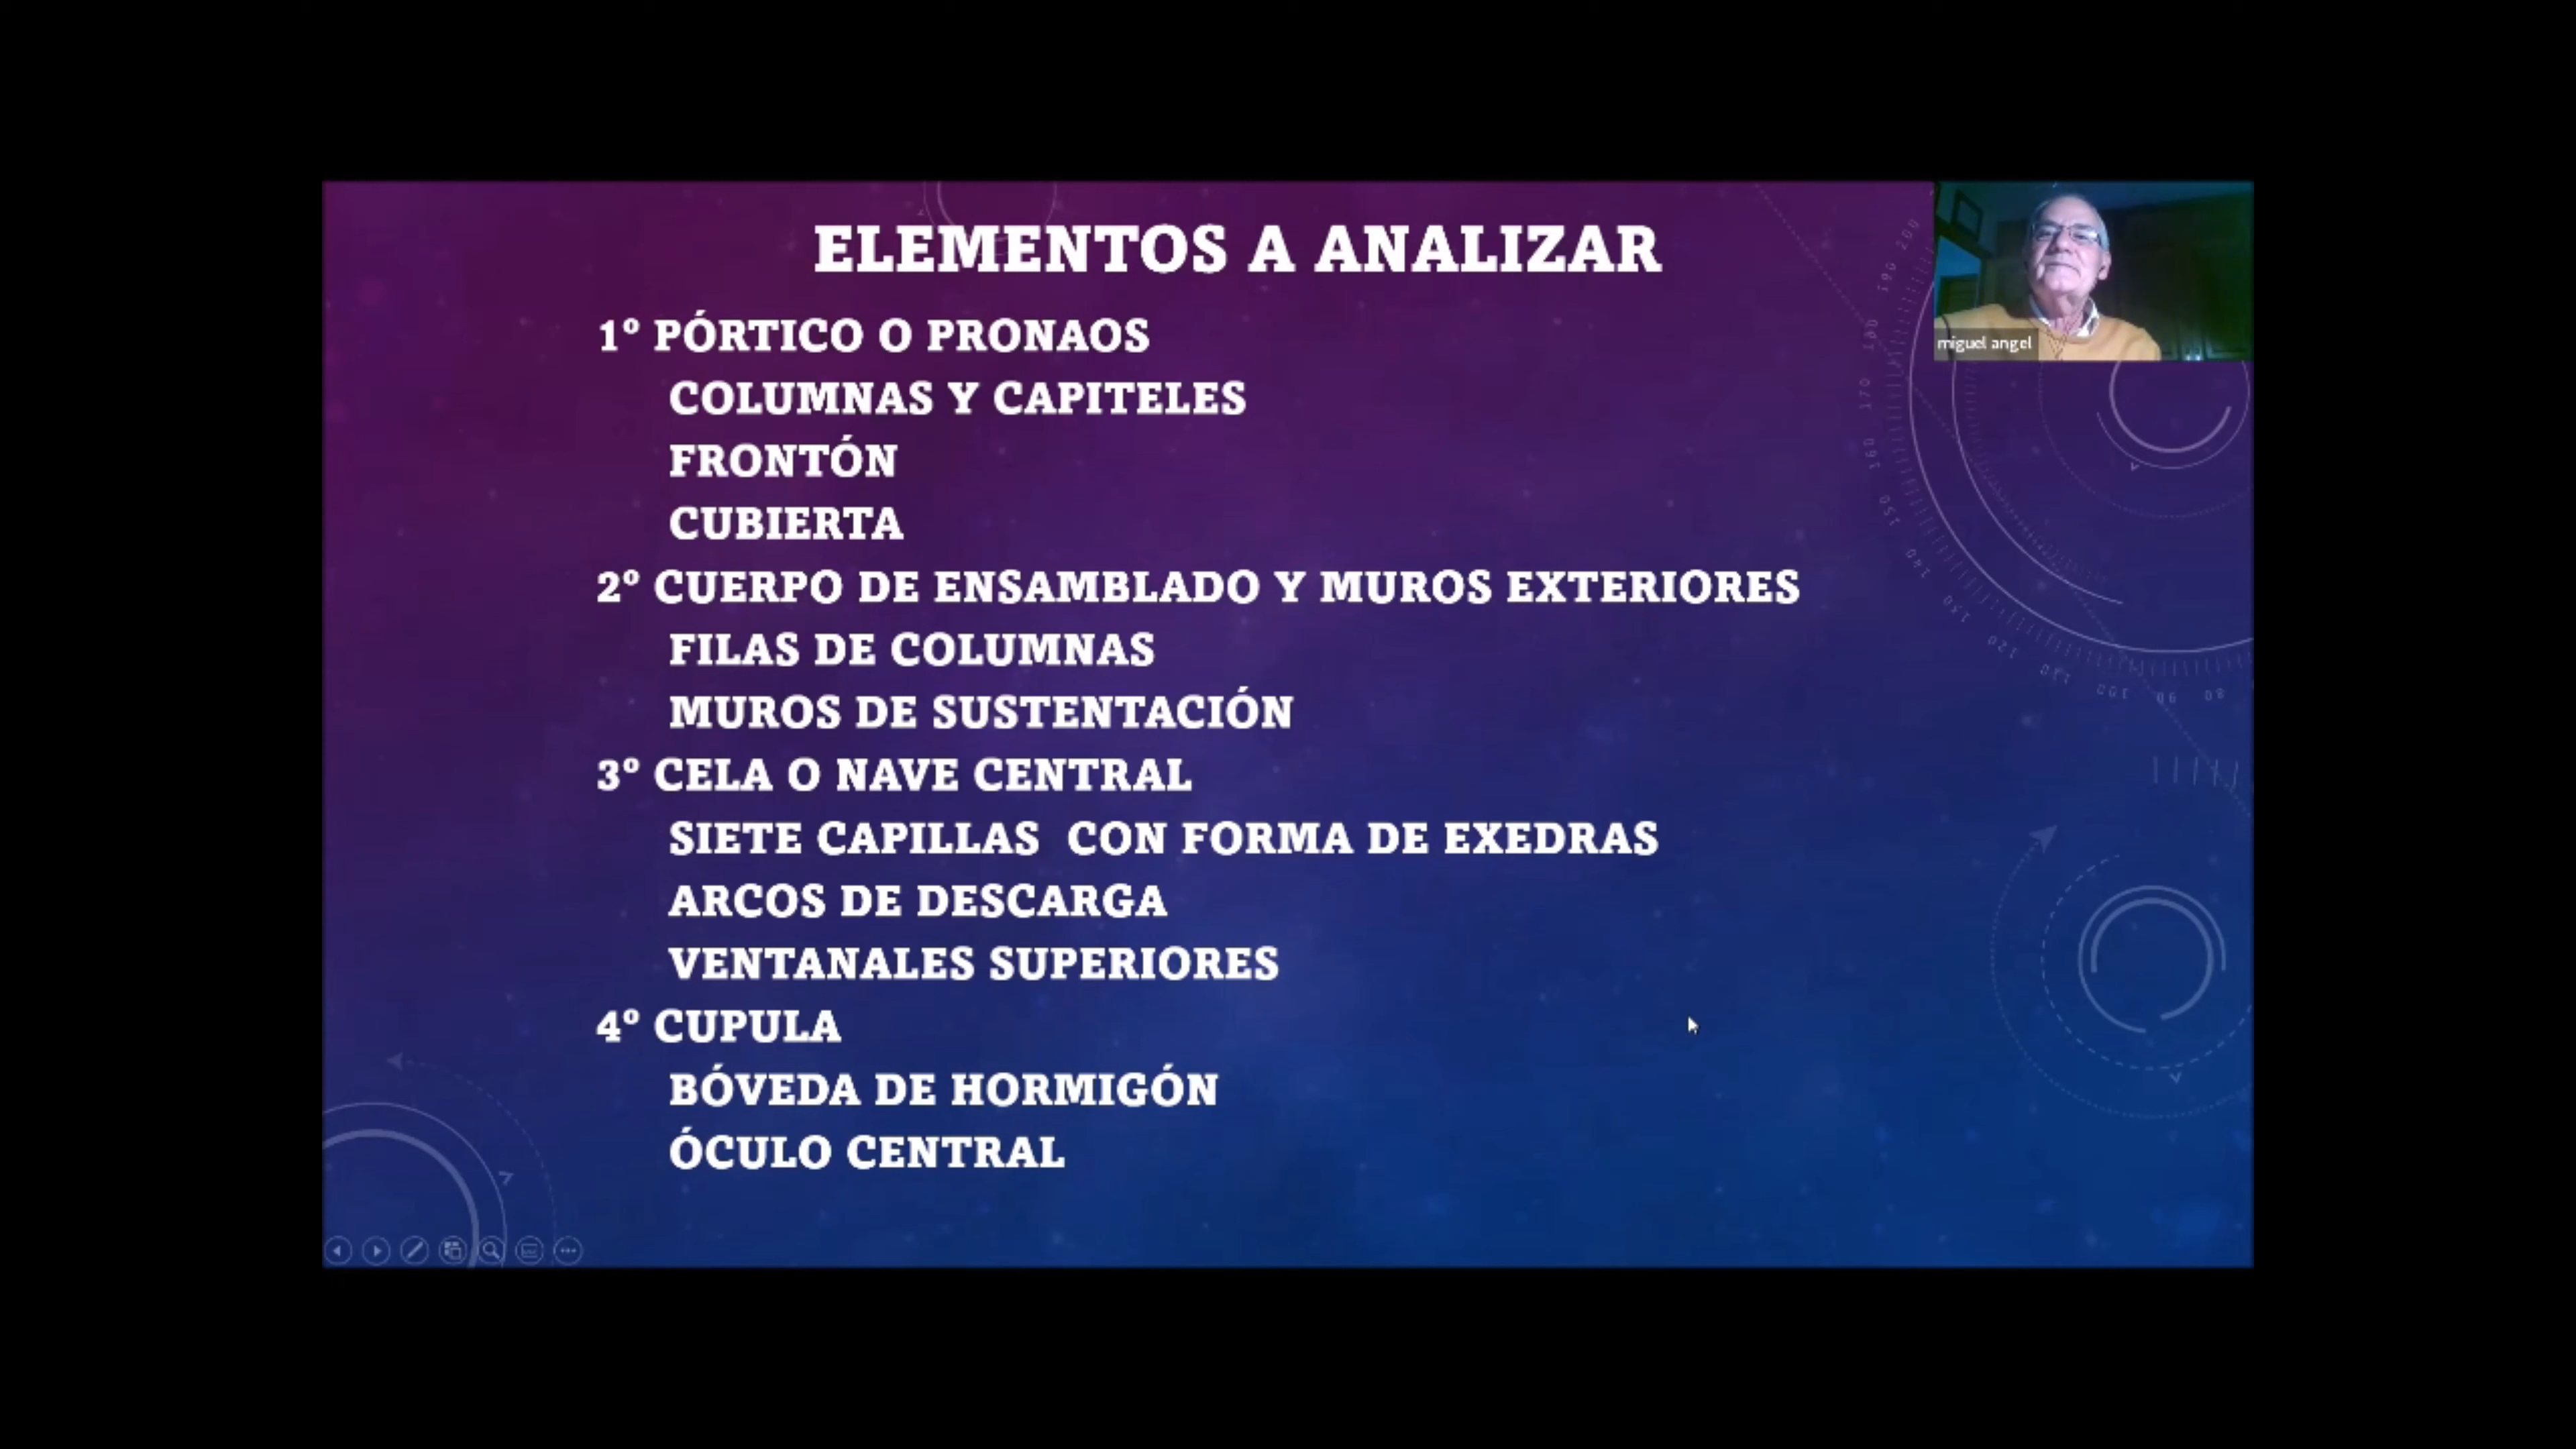 ELEMENTOS A ANALIZAR
miguel angel
1º PÓRTICO O PRONAOS
COLUMNAS Y CAPITELES
FRONTÓN
CUBIERTA
2º CUERPO DE ENSAMBLADO Y MUROS EXTERIORES
FILAS DE COLUMNAS
MUROS DE SUSTENTACIÓN
3º CELA O NAVE CENTRAL
SIETE CAPILLAS CON FORMA DE EXEDRAS
ARCOS DE DESCARGA
VENTANALES SUPERIORES
4º CUPULA
BÓVEDA DE HORMIGÓN
ÓCULO CENTRAL